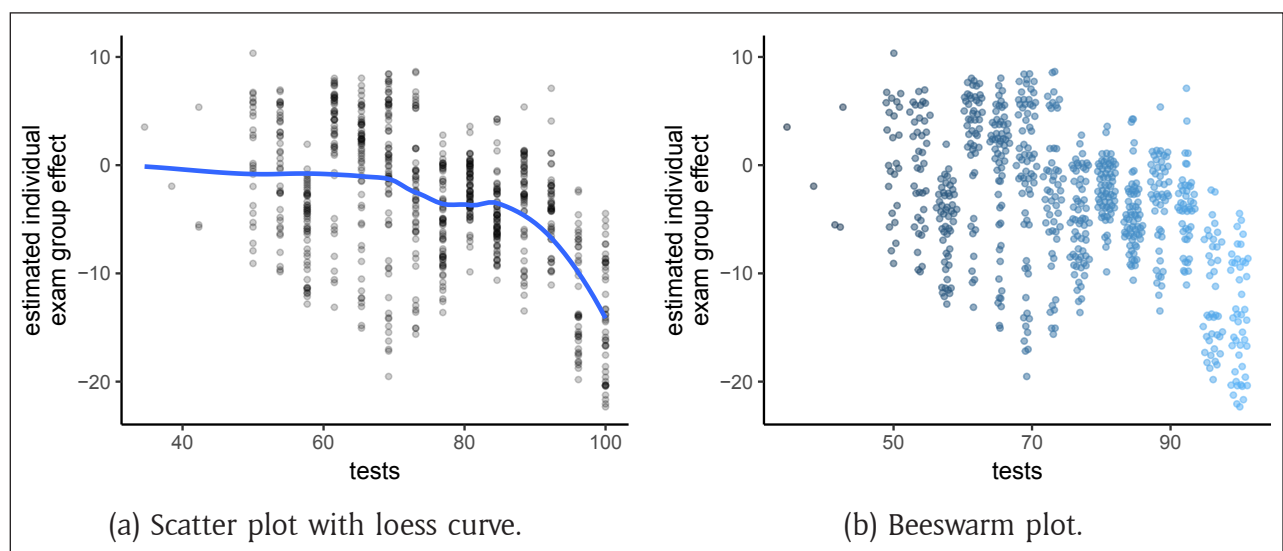 10
0
−10
−20
estimated individual
exam group effect
40
60
80
100
tests
(a) Scatter plot with loess curve.
10
0
−10
−20
estimated individual
exam group effect
50
70
90
tests
(b) Beeswarm plot.